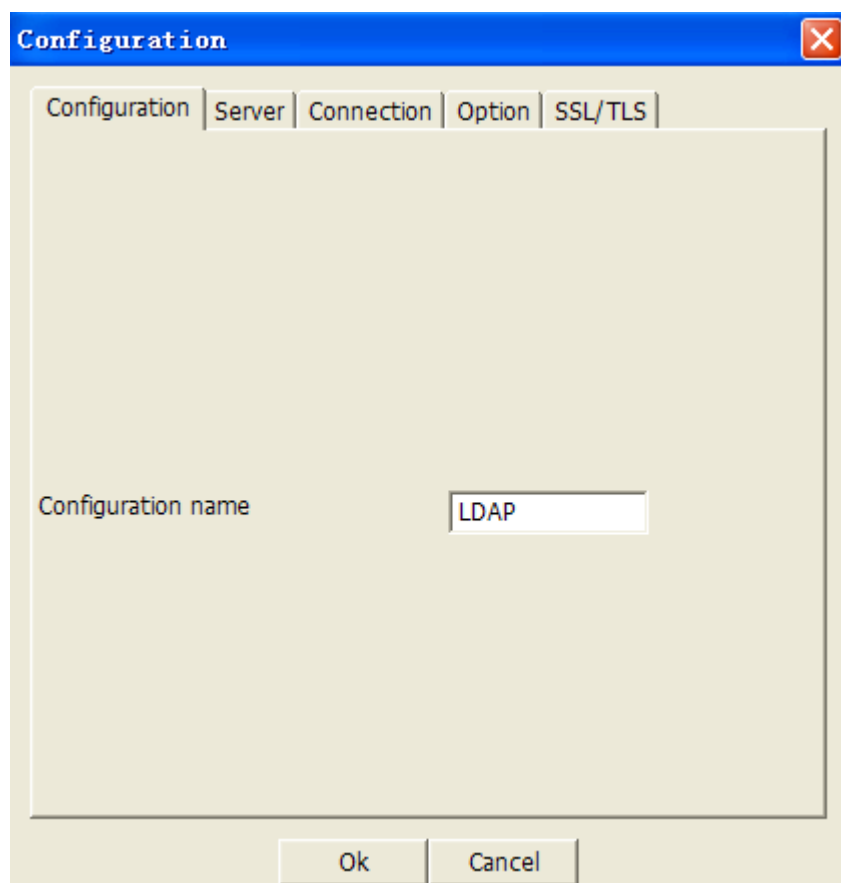 Configuration
Configuration Server Connection Option SSL/TLS
Configuration name LDAP
Ok Cancel